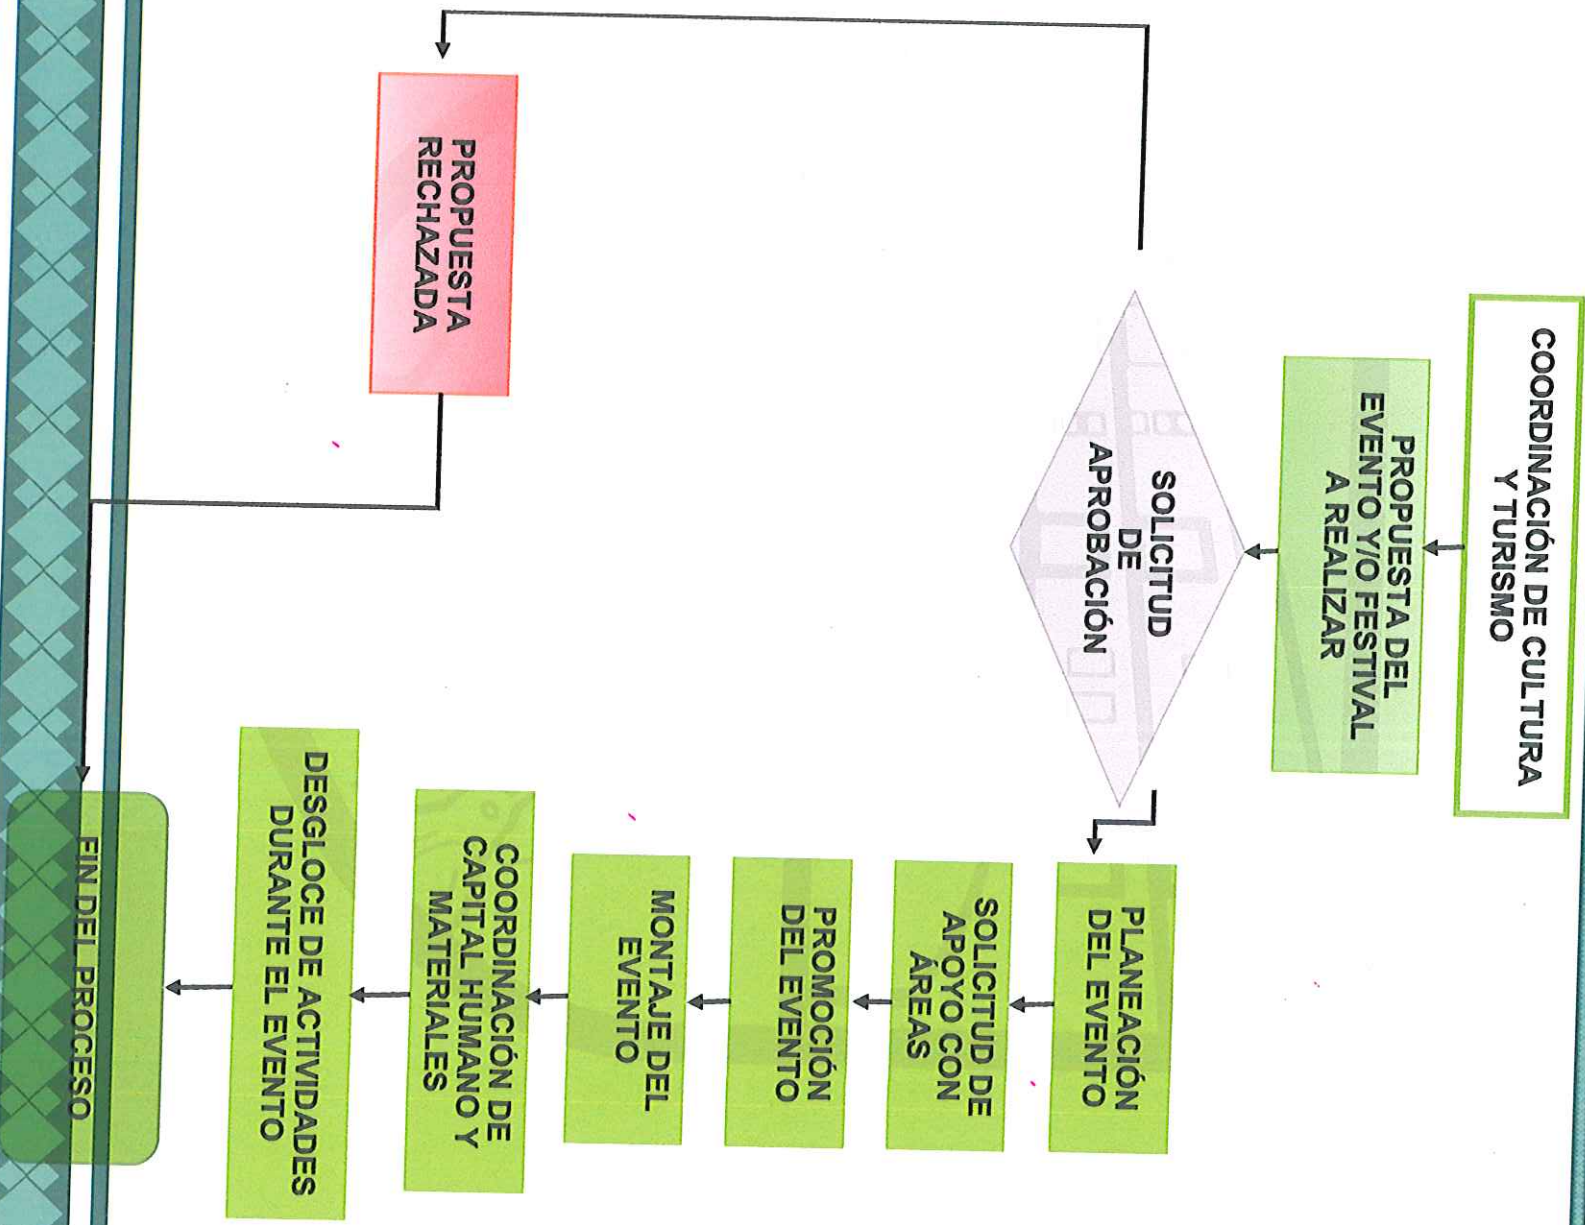 COORDINACIÓN DE CULTURA
Y TURISMO
PROPUESTA DEL
EVENTO Y/O FESTIVAL
A REALIZAR
SOLICITUD
DE
APROBACIÓN
PROPUESTA
RECHAZADA
PLANEACIÓN
DEL EVENTO
SOLICITUD DE
APOYO CON
ÁREAS
PROMOCIÓN
DEL EVENTO
MONTAJE DEL
EVENTO
COORDINACIÓN DE
CAPITAL HUMANO Y
MATERIALES
DESGLOCE DE ACTIVIDADES
DURANTE EL EVENTO
FIN DEL PROCESO